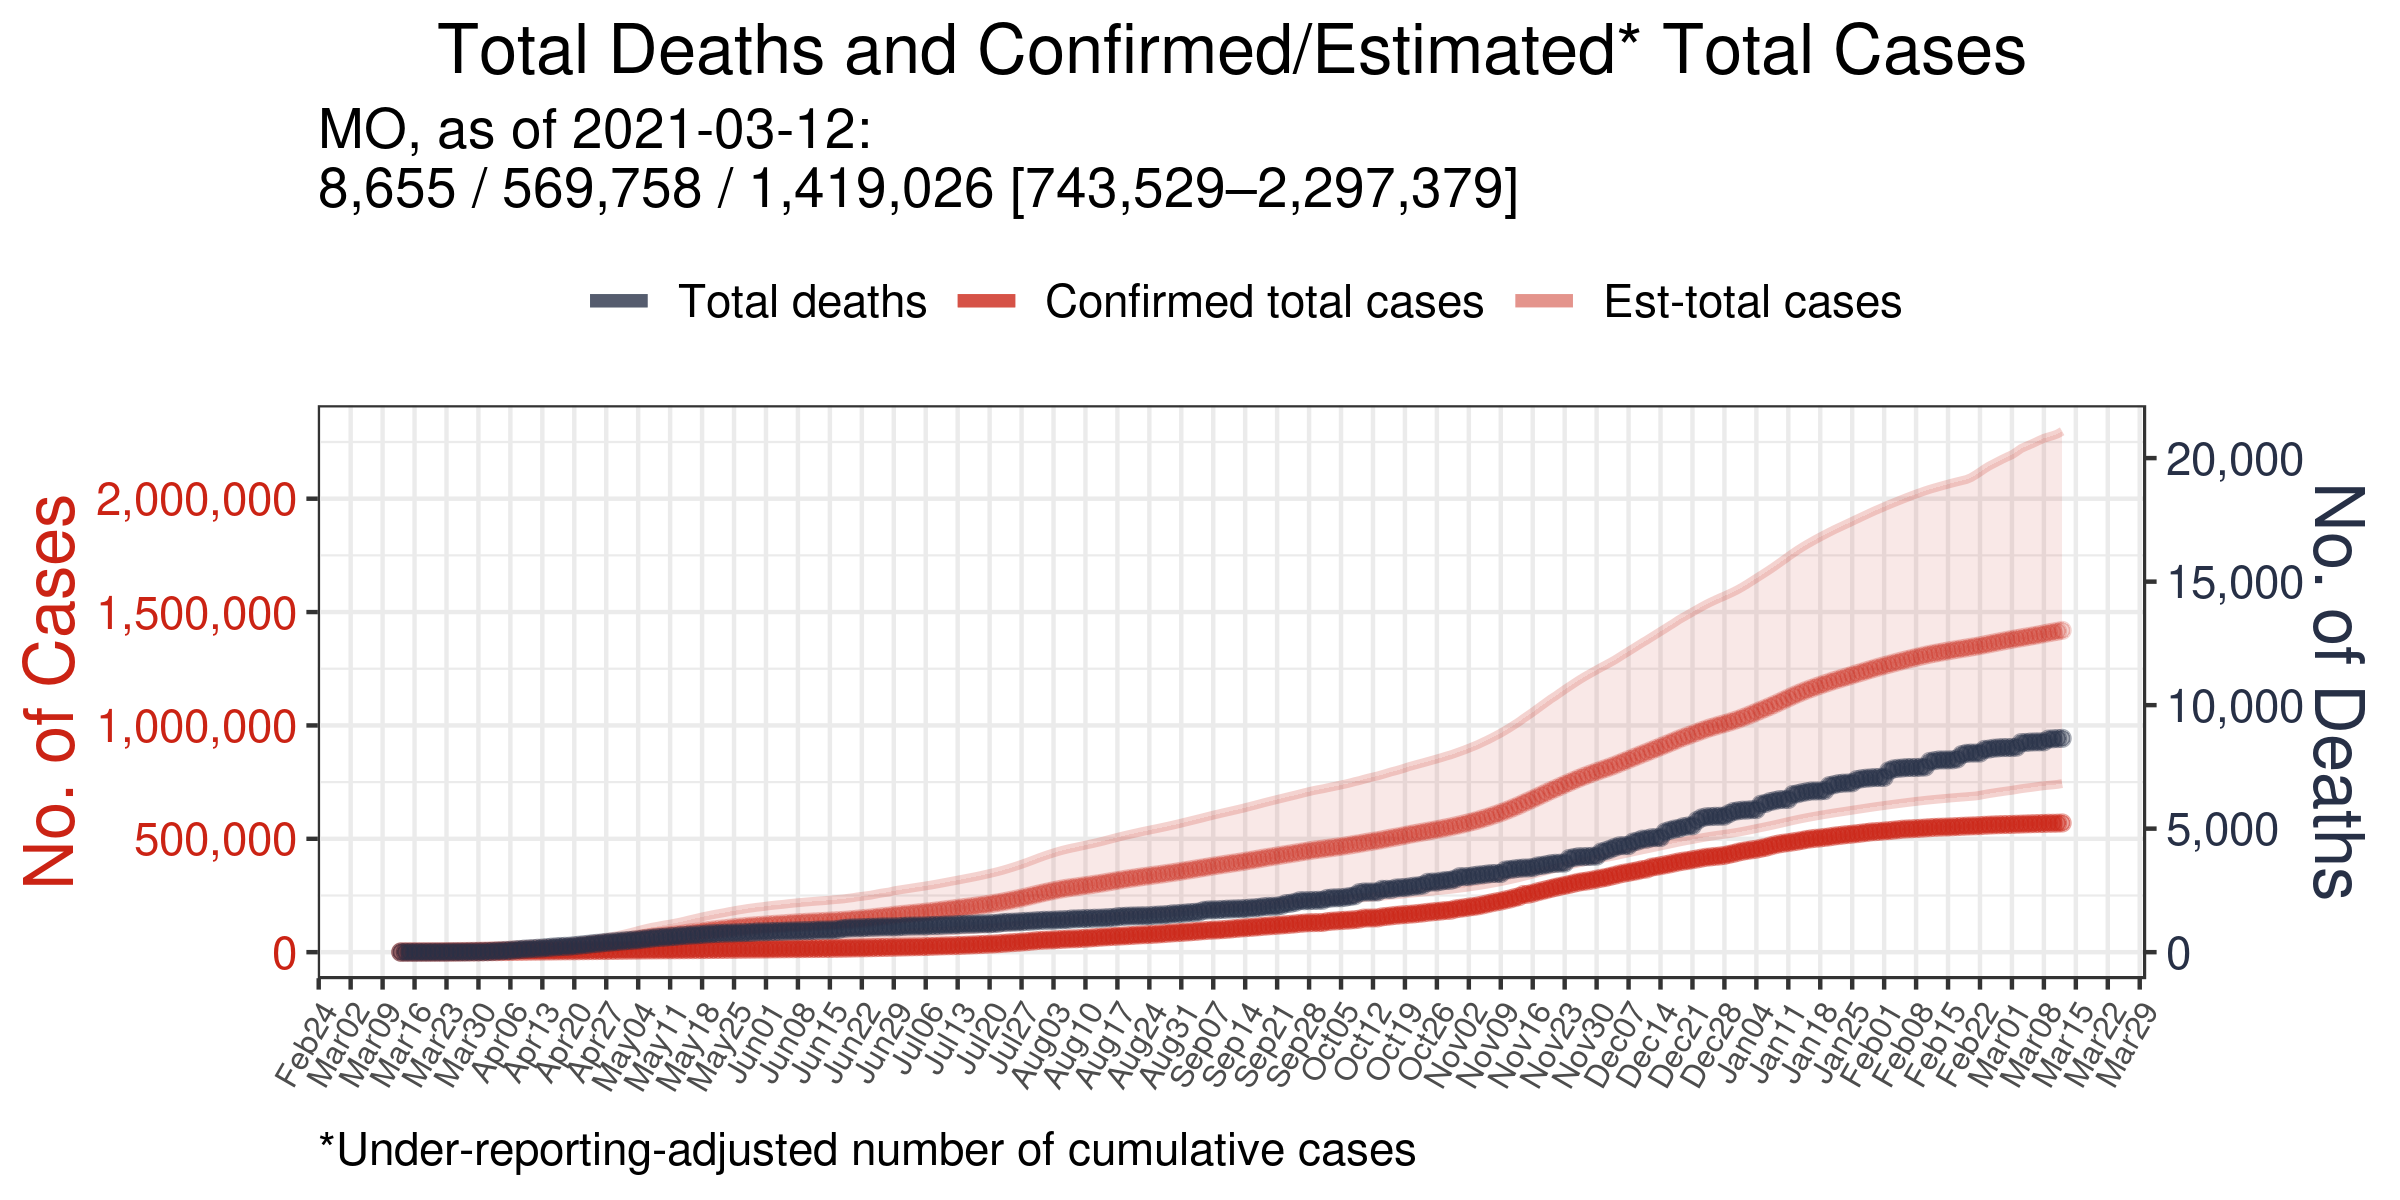 Total Deaths and Confirmed/Estimated* Total Cases
MO, as of 2021-03-12:
8,655 / 569,758 / 1,419,026 [743,529–2,297,379]
Total deaths
Confirmed total cases
Est-total cases
No. of Cases
2,000,000
1,500,000
1,000,000
500,000
0
20,000
15,000
10,000
5,000
0
No. of Deaths
Feb24
Mar02
Mar09
Mar16
Mar23
Mar30
Apr06
Apr13
Apr20
Apr27
May04
May11
May18
May25
Jun01
Jun08
Jun15
Jun22
Jun29
Jul06
Jul13
Jul20
Jul27
Aug03
Aug10
Aug17
Aug24
Aug31
Sep07
Sep14
Sep21
Sep28
Oct05
Oct12
Oct19
Oct26
Nov02
Nov09
Nov16
Nov23
Nov30
Dec07
Dec14
Dec21
Dec28
Jan04
Jan11
Jan18
Jan25
Feb01
Feb08
Feb15
Feb22
Mar01
Mar08
Mar15
Mar22
Mar29
*Under-reporting-adjusted number of cumulative cases